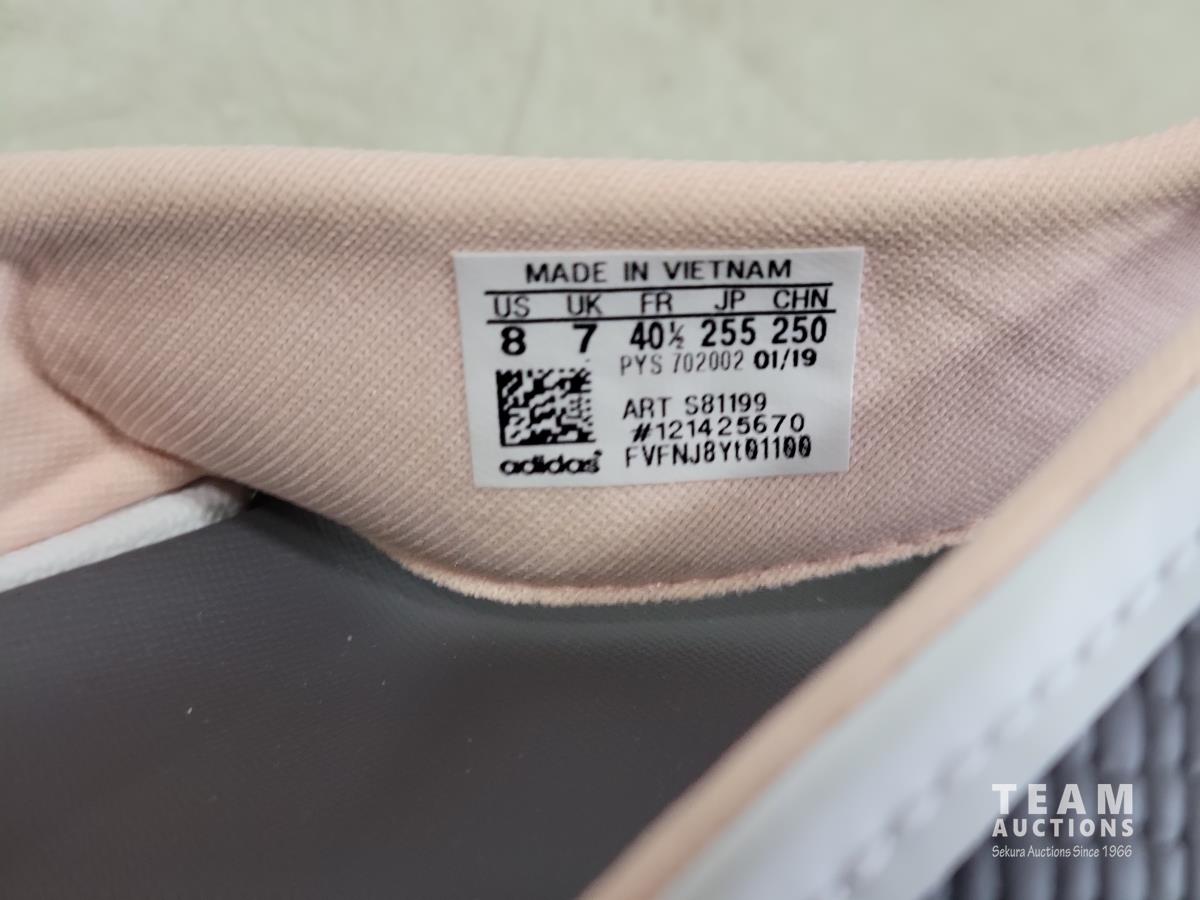 MADE IN VIETNAM
US UK FR JP CHN
8 7 40½ 255 250
PYS 702002 01/19
ART S81199
#121425670
adidas FVFNJ8Yt01100
TEAM
AUCTIONS
Sekura Auctions Since 1966